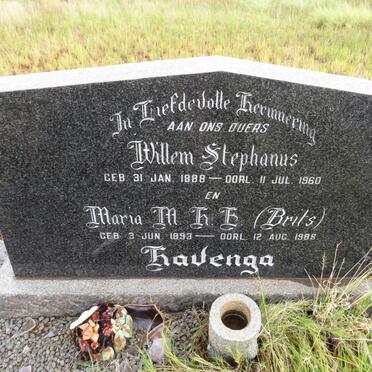 In Liefdevolle Herinnering
AAN ONS OUERS
Willem Stephanus
GEB. 31 JAN. 1888 — OORL. 11 JUL. 1960
EN
Maria M H E (Brits)
GEB. 3 JUN. 1893 — OORL. 12 AUG. 1988
Havenga